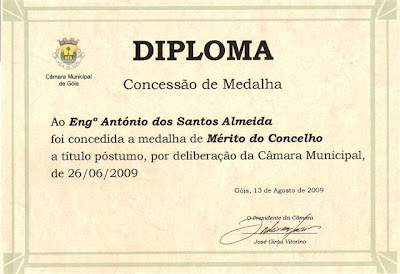 DIPLOMA
Câmara Municipal
de Góis
Concessão de Medalha
Ao Engº António dos Santos Almeida
foi concedida a medalha de Mérito do Concelho
a título póstumo, por deliberação da Câmara Municipal,
de 26/06/2009
Góis, 13 de Agosto de 2009
O Presidente da Câmara
José Girão Vitorino